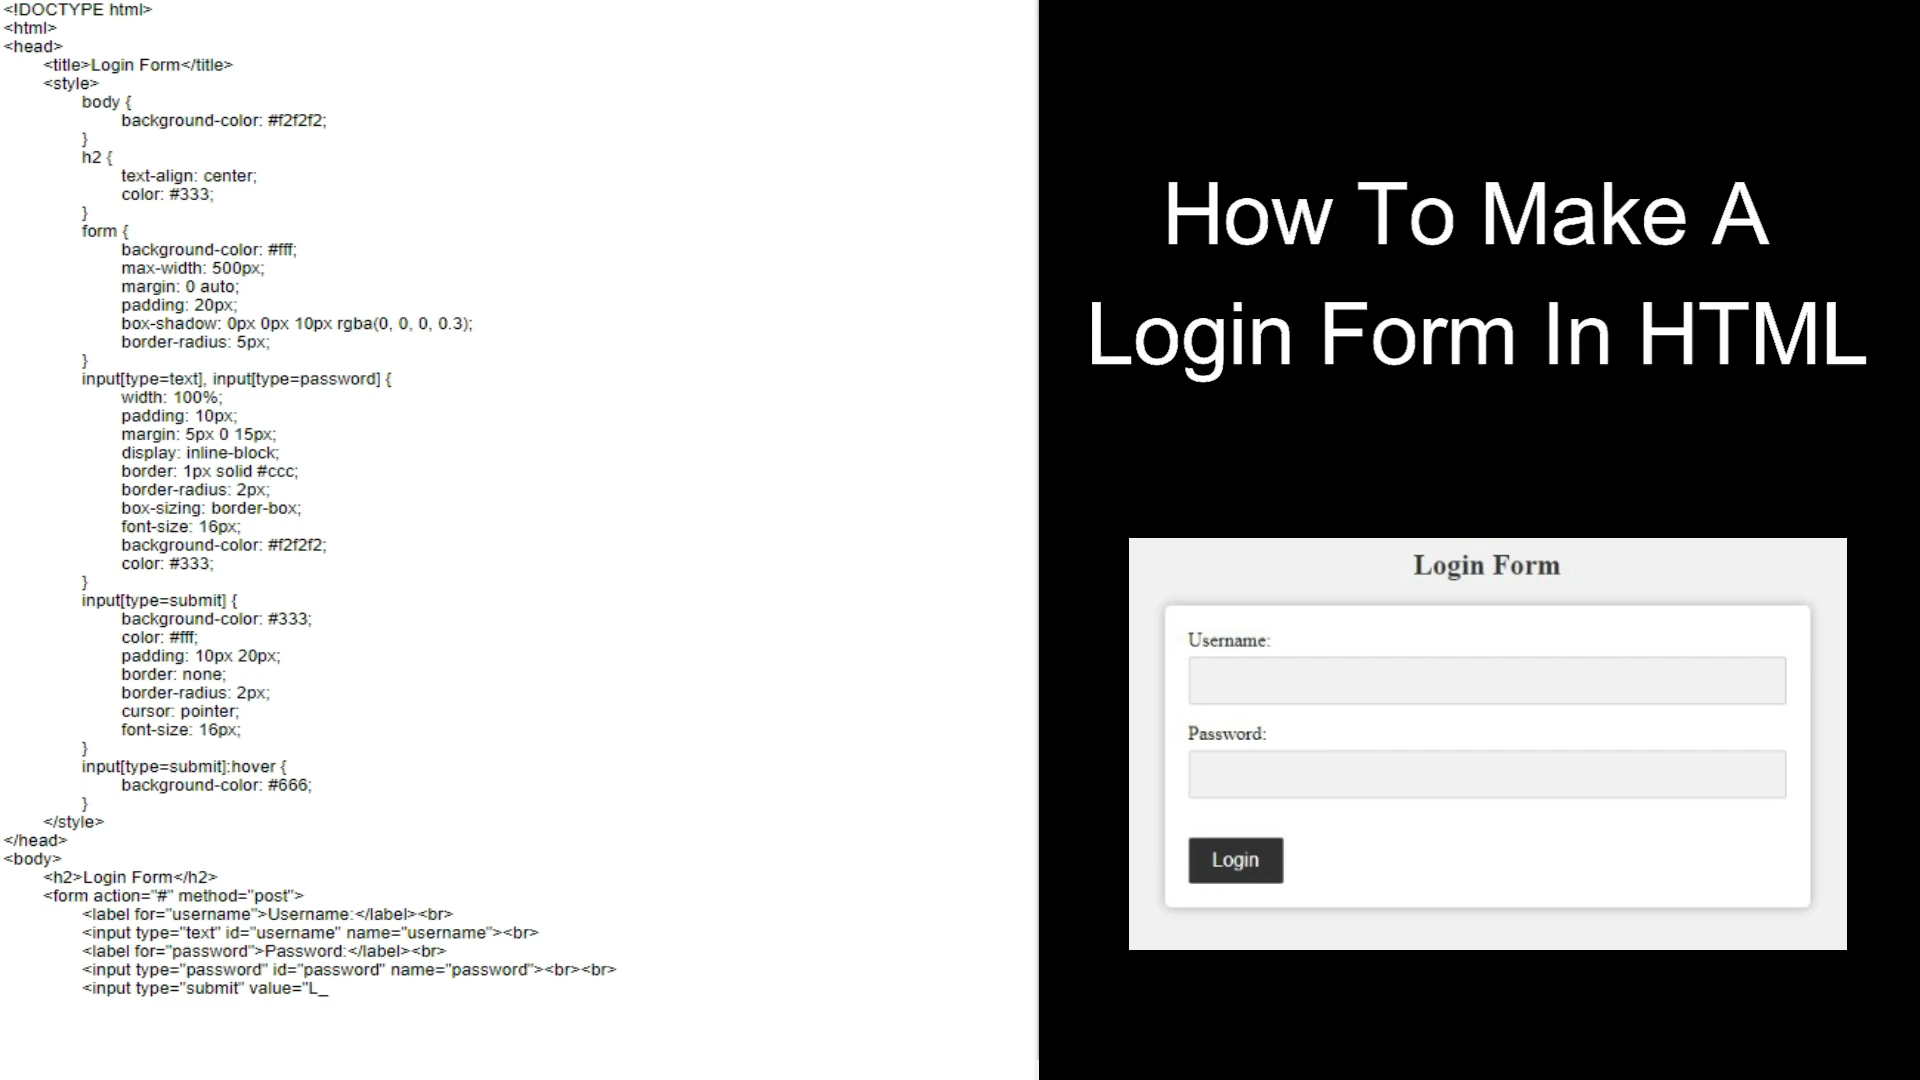 <!DOCTYPE html>
<html>
<head>
<title>Login Form</title>
<style>
body {
background-color: #f2f2f2;
}
h2 {
text-align: center;
color: #333;
}
form {
background-color: #fff;
max-width: 500px;
margin: 0 auto;
padding: 20px;
box-shadow: 0px 0px 10px rgba(0, 0, 0, 0.3);
border-radius: 5px;
}
input[type=text], input[type=password] {
width: 100%;
padding: 10px;
margin: 5px 0 15px;
display: inline-block;
border: 1px solid #ccc;
border-radius: 2px;
box-sizing: border-box;
font-size: 16px;
background-color: #f2f2f2;
color: #333;
}
input[type=submit] {
background-color: #333;
color: #fff;
padding: 10px 20px;
border: none;
border-radius: 2px;
cursor: pointer;
font-size: 16px;
}
input[type=submit]:hover {
background-color: #666;
}
</style>
</head>
<body>
<h2>Login Form</h2>
<form action="#" method="post">
<label for="username">Username:</label><br>
<input type="text" id="username" name="username"><br>
<label for="password">Password:</label><br>
<input type="password" id="password" name="password"><br><br>
<input type="submit" value="L_
How To Make A
Login Form In HTML
Login Form
Username:
Password:
Login